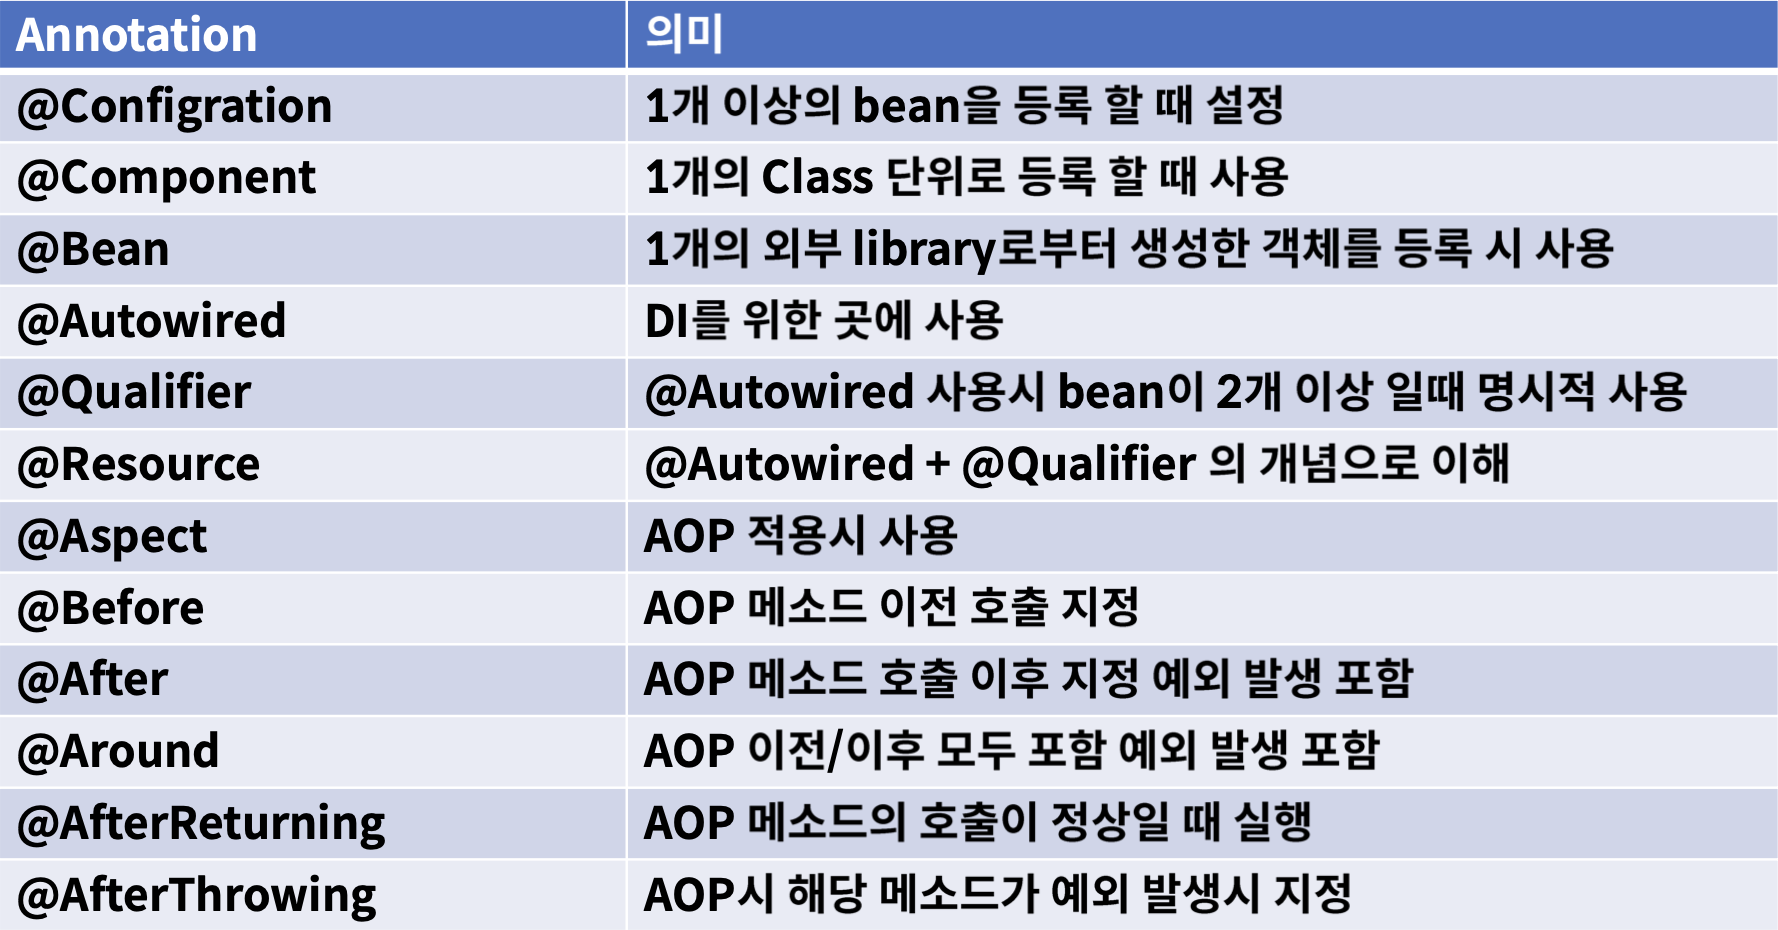 Annotation 의미
@Configration 1개 이상의 bean을 등록 할 때 설정
@Component 1개의 Class 단위로 등록 할 때 사용
@Bean 1개의 외부 library로부터 생성한 객체를 등록 시 사용
@Autowired DI를 위한 곳에 사용
@Qualifier @Autowired 사용시 bean이 2개 이상 일때 명시적 사용
@Resource @Autowired + @Qualifier 의 개념으로 이해
@Aspect AOP 적용시 사용
@Before AOP 메소드 이전 호출 지정
@After AOP 메소드 호출 이후 지정 예외 발생 포함
@Around AOP 이전/이후 모두 포함 예외 발생 포함
@AfterReturning AOP 메소드의 호출이 정상일 때 실행
@AfterThrowing AOP시 해당 메소드가 예외 발생시 지정